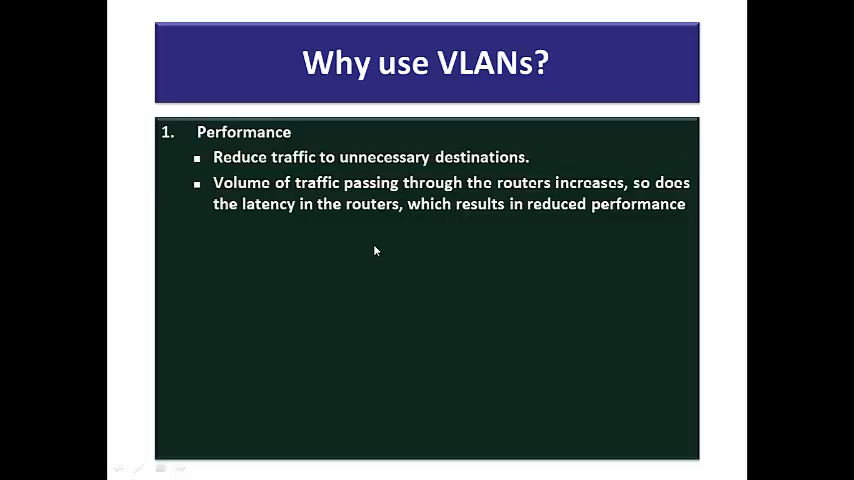 Why use VLANs?
1. Performance
▪ Reduce traffic to unnecessary destinations.
▪ Volume of traffic passing through the routers increases, so does
the latency in the routers, which results in reduced performance